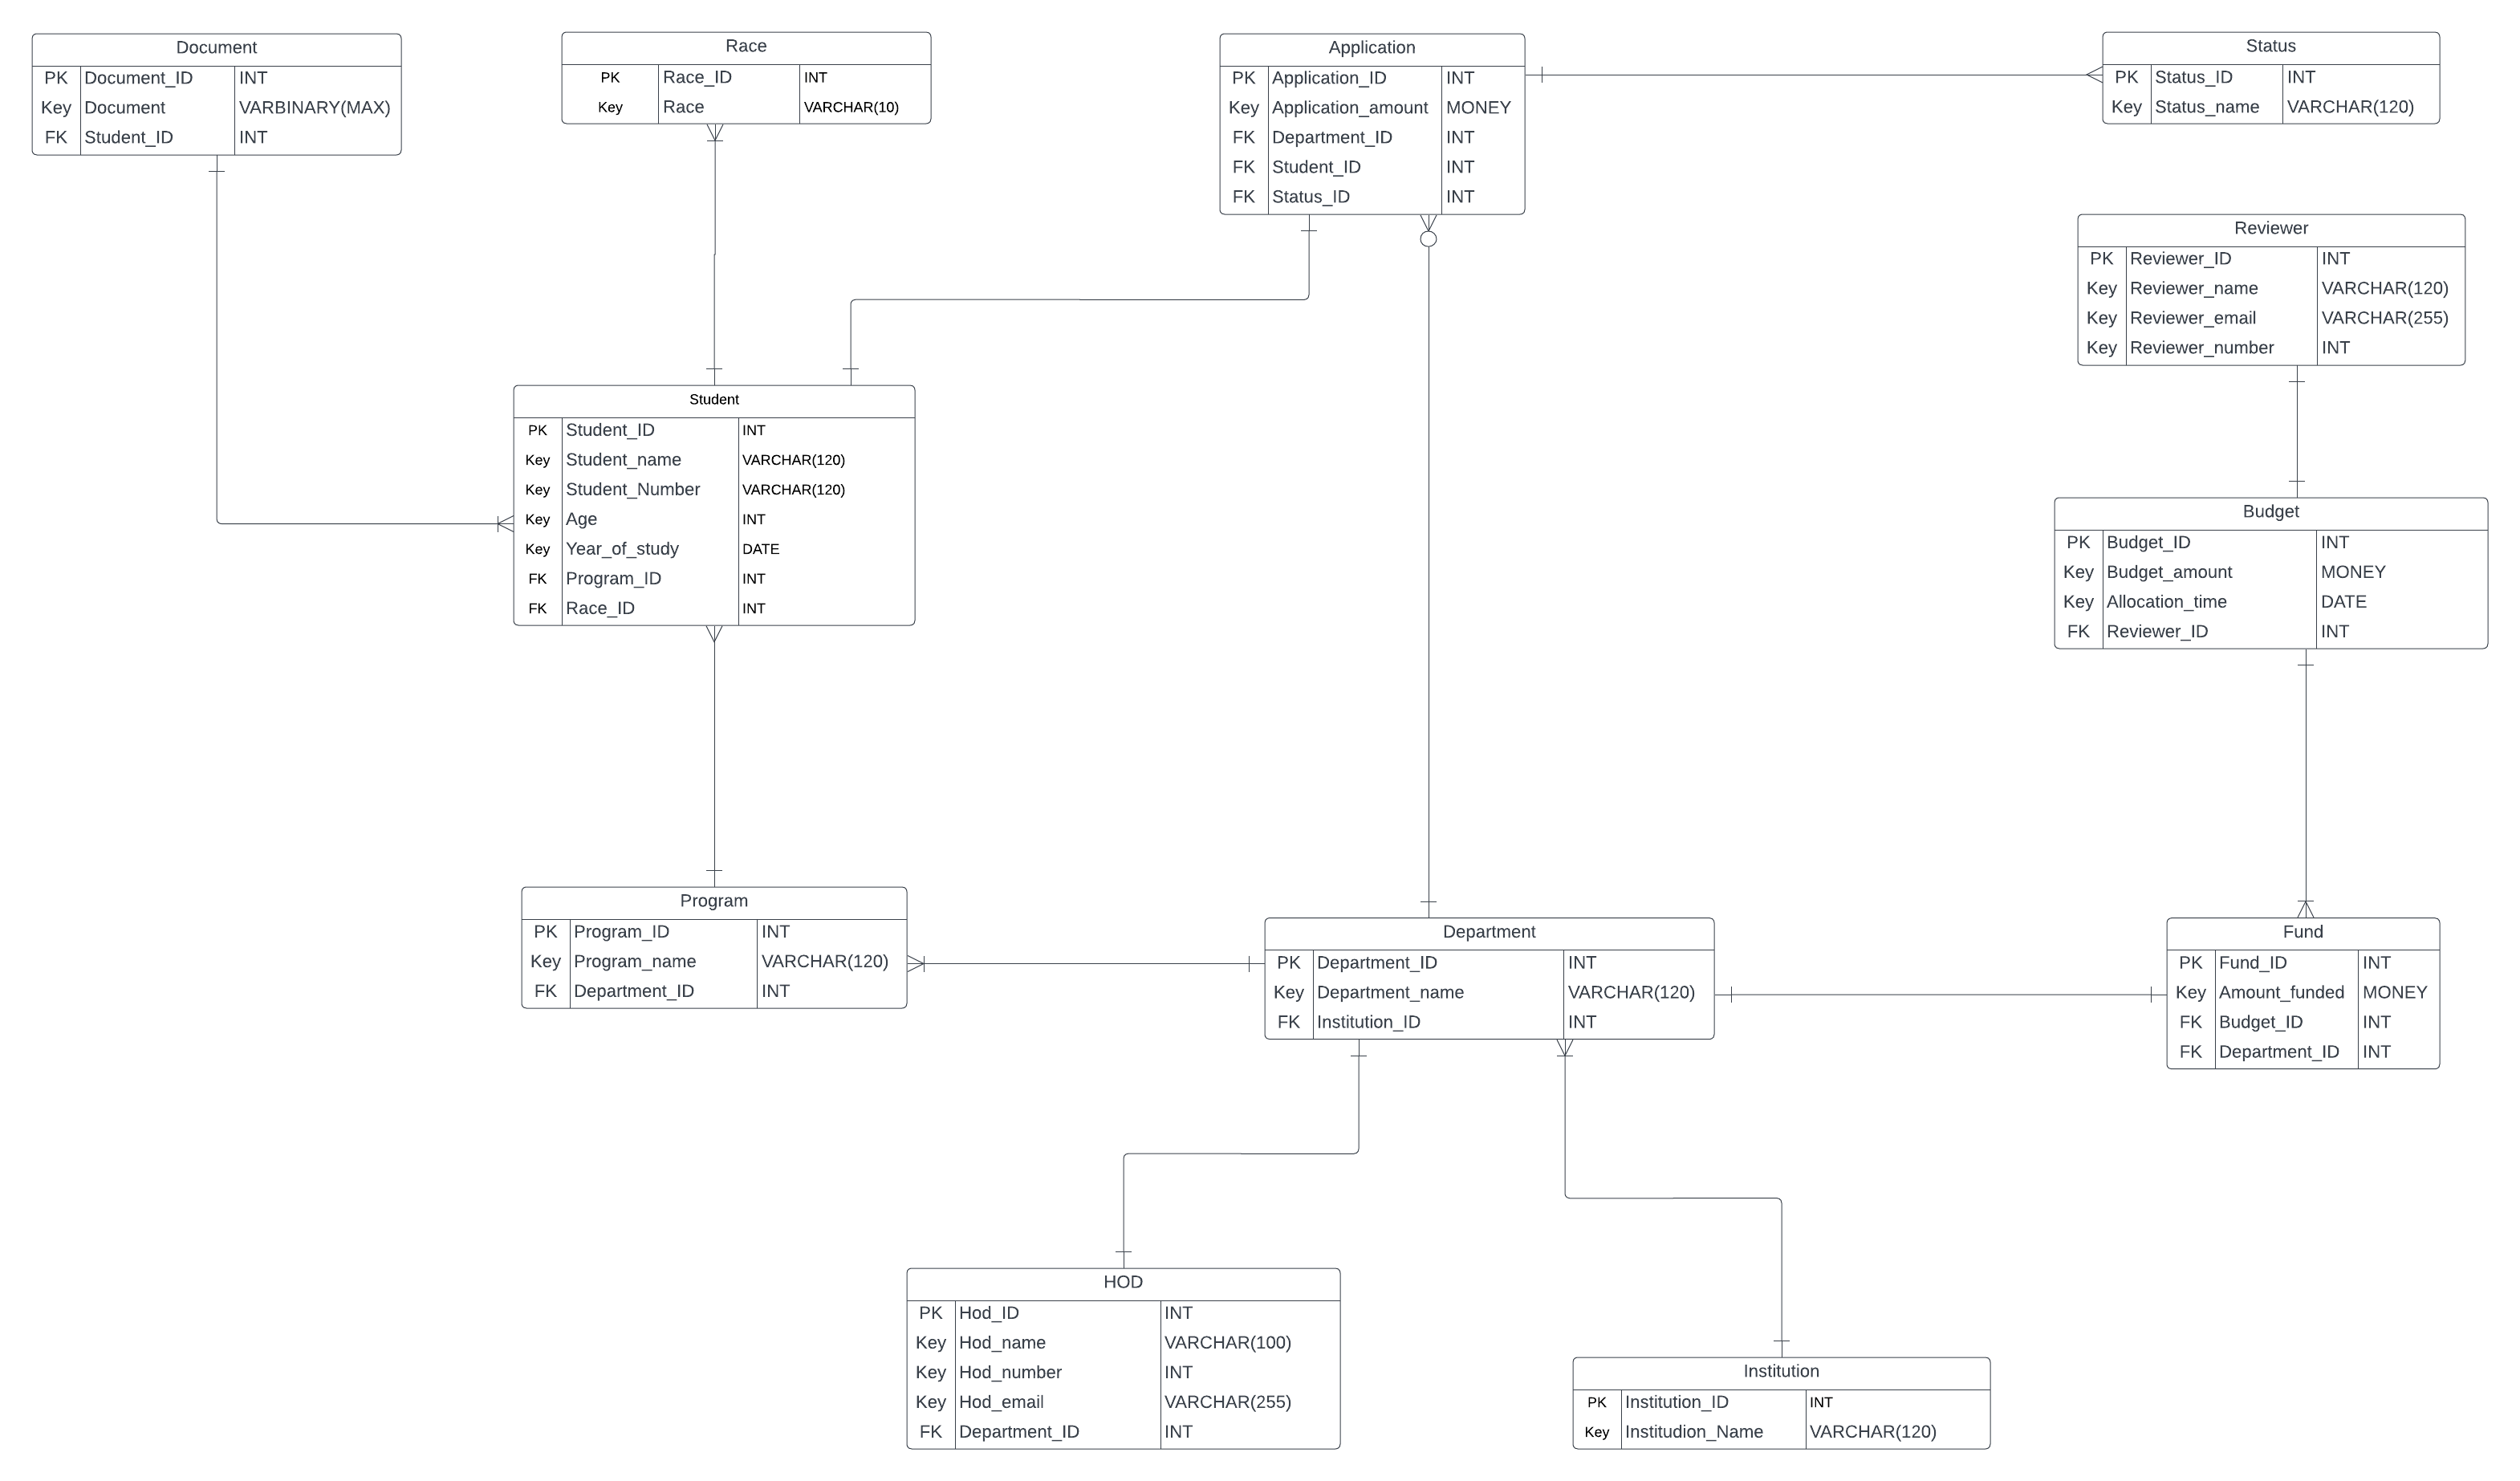 Document
PK Document_ID INT
Key Document VARBINARY(MAX)
FK Student_ID INT
Race
PK Race_ID INT
Key Race VARCHAR(10)
Application
PK Application_ID INT
Key Application_amount MONEY
FK Department_ID INT
FK Student_ID INT
FK Status_ID INT
Status
PK Status_ID INT
Key Status_name VARCHAR(120)
Reviewer
PK Reviewer_ID INT
Key Reviewer_name VARCHAR(120)
Key Reviewer_email VARCHAR(255)
Key Reviewer_number INT
Student
PK Student_ID INT
Key Student_name VARCHAR(120)
Key Student_Number VARCHAR(120)
Key Age INT
Key Year_of_study DATE
FK Program_ID INT
FK Race_ID INT
Budget
PK Budget_ID INT
Key Budget_amount MONEY
Key Allocation_time DATE
FK Reviewer_ID INT
Program
PK Program_ID INT
Key Program_name VARCHAR(120)
FK Department_ID INT
Department
PK Department_ID INT
Key Department_name VARCHAR(120)
FK Institution_ID INT
Fund
PK Fund_ID INT
Key Amount_funded MONEY
FK Budget_ID INT
FK Department_ID INT
HOD
PK Hod_ID INT
Key Hod_name VARCHAR(100)
Key Hod_number INT
Key Hod_email VARCHAR(255)
FK Department_ID INT
Institution
PK Institution_ID INT
Key Institudion_Name VARCHAR(120)